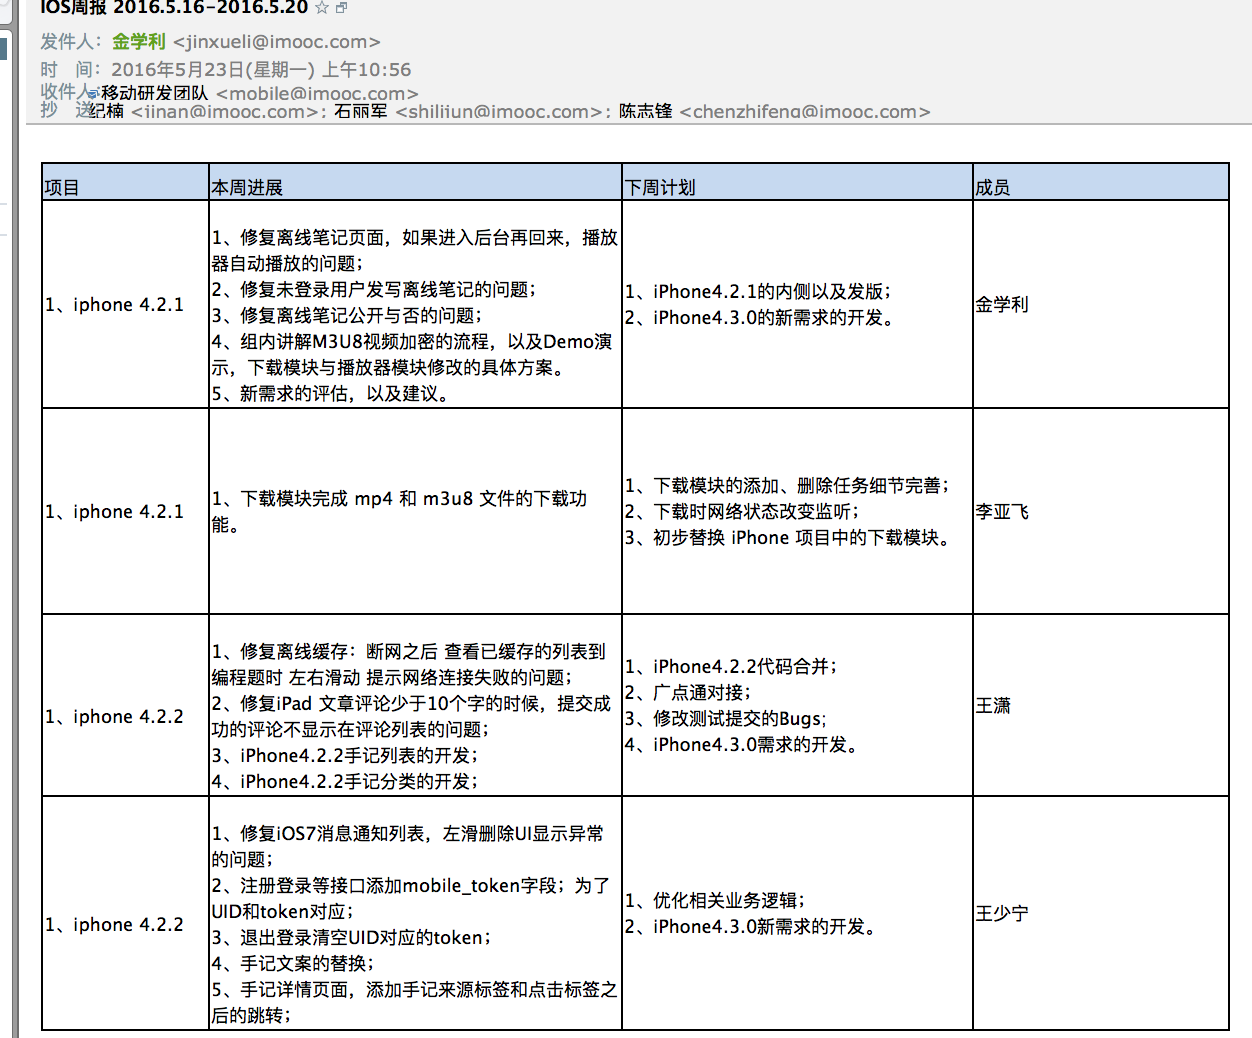 IOS周报 2016.5.16-2016.5.20
发件人：金学利 <jinxueli@imooc.com>
时 间：2016年5月23日(星期一) 上午10:56
收件人：移动研发团队 <mobile@imooc.com>
抄 送：纪楠 <jinan@imooc.com>；石丽军 <shilijun@imooc.com>；陈志锋 <chenzhifeng@imooc.com>
项目 本周进展 下周计划 成员
1、iphone 4.2.1
1、修复离线笔记页面，如果进入后台再回来，播放
器自动播放的问题；
2、修复未登录用户发写离线笔记的问题；
3、修复离线笔记公开与否的问题；
4、组内讲解M3U8视频加密的流程，以及Demo演
示，下载模块与播放器模块修改的具体方案。
5、新需求的评估，以及建议。
1、iPhone4.2.1的内侧以及发版；
2、iPhone4.3.0的新需求的开发。
金学利
1、iphone 4.2.1
1、下载模块完成 mp4 和 m3u8 文件的下载功
能。
1、下载模块的添加、删除任务细节完善；
2、下载时网络状态改变监听；
3、初步替换 iPhone 项目中的下载模块。
李亚飞
1、iphone 4.2.2
1、修复离线缓存：断网之后 查看已缓存的列表到
编程题时 左右滑动 提示网络连接失败的问题；
2、修复iPad 文章评论少于10个字的时候，提交成
功的评论不显示在评论列表的问题；
3、iPhone4.2.2手记列表的开发；
4、iPhone4.2.2手记分类的开发；
1、iPhone4.2.2代码合并；
2、广点通对接；
3、修改测试提交的Bugs;
4、iPhone4.3.0需求的开发。
王潇
1、iphone 4.2.2
1、修复iOS7消息通知列表，左滑删除UI显示异常
的问题；
2、注册登录等接口添加mobile_token字段；为了
UID和token对应；
3、退出登录清空UID对应的token；
4、手记文案的替换；
5、手记详情页面，添加手记来源标签和点击标签之
后的跳转；
1、优化相关业务逻辑；
2、iPhone4.3.0新需求的开发。
王少宁